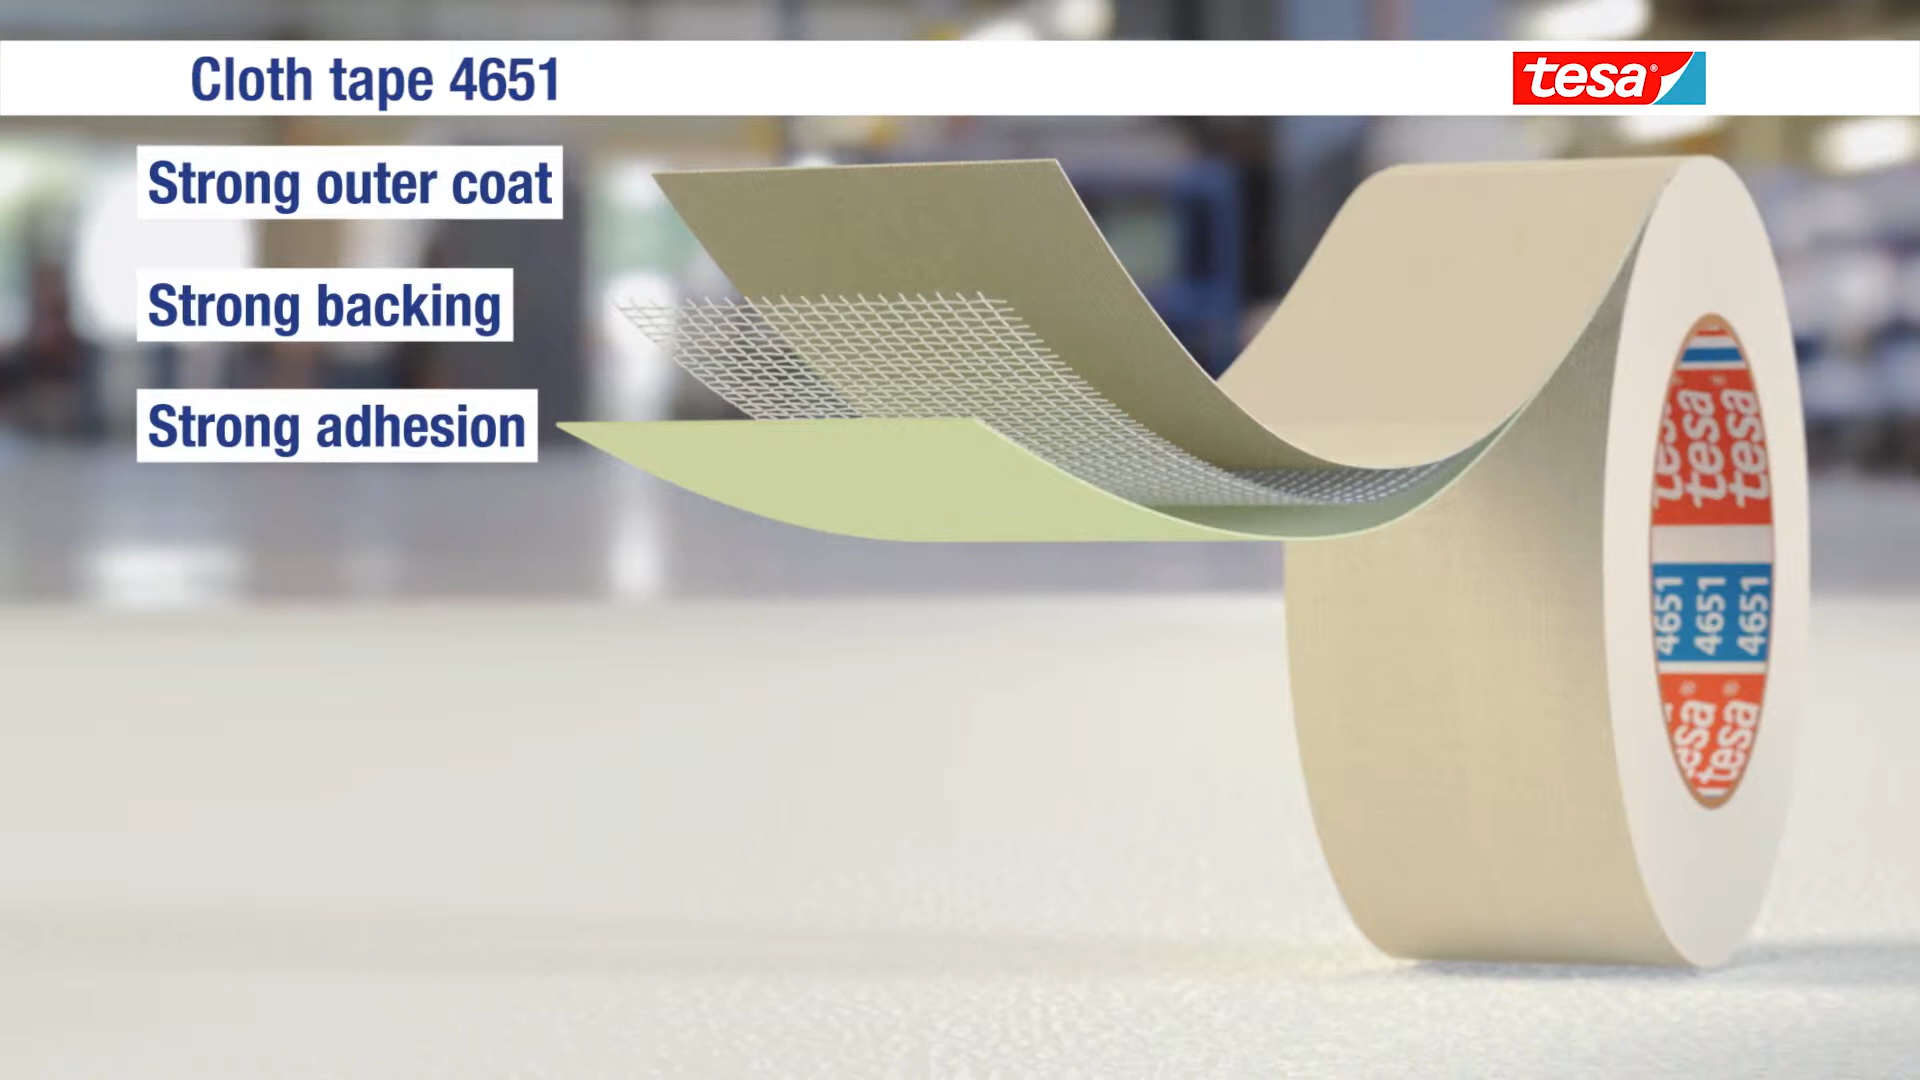 Cloth tape 4651
tesa®
Strong outer coat
Strong backing
Strong adhesion
tesa tesa tesa
4651 4651 4651
tesa® tesa®